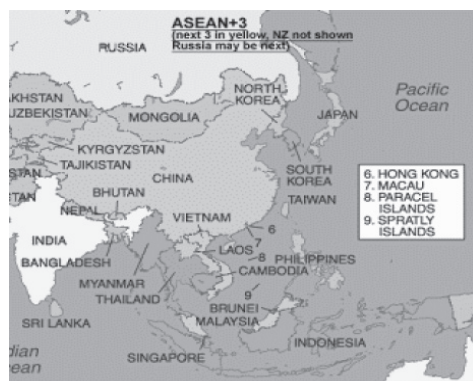 ASEAN+3
(next 3 in yellow, NZ not shown
Russia may be next)
RUSSIA
Pacific
Ocean
NORTH
KOREA
JAPAN
MONGOLIA
AKHSTAN
UZBEKISTAN
KYRGYZSTAN
TAJIKISTAN
STAN
TAN
CHINA
SOUTH
KOREA
BHUTAN
NEPAL
TAIWAN
6. HONG KONG
7. MACAU
8. PARACEL
ISLANDS
9. SPRATLY
ISLANDS
VIETNAM
6
7
8
9
INDIA
LAOS
PHILIPPINES
BANGLADESH
CAMBODIA
MYANMAR
THAILAND
BRUNEI
MALAYSIA
SRI LANKA
INDONESIA
SINGAPORE
dian
ean